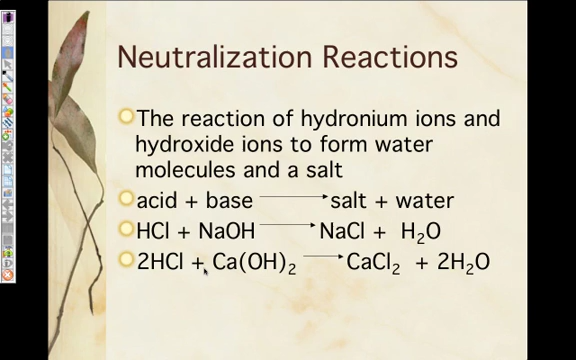 Neutralization Reactions
The reaction of hydronium ions and
hydroxide ions to form water
molecules and a salt
acid + base ⟶ salt + water
HCl + NaOH ⟶ NaCl + H₂O
2HCl + Ca(OH)₂ ⟶ CaCl₂ + 2H₂O